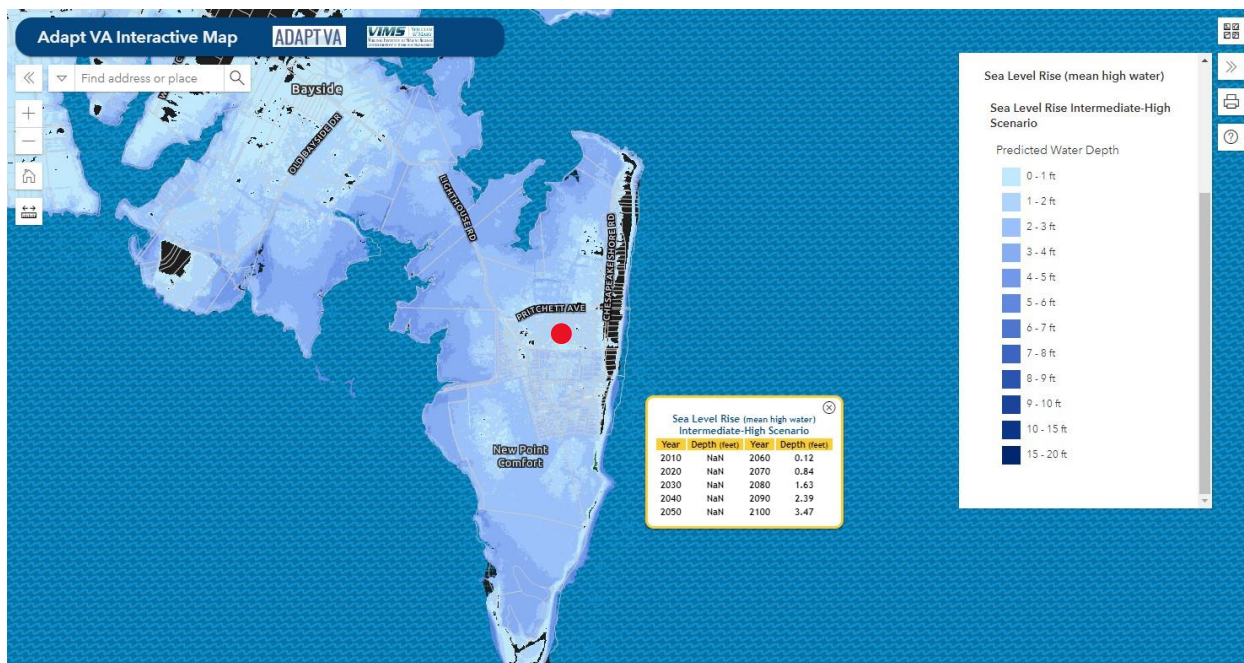 Adapt VA Interactive Map
ADAPTVA
VIMS
Find address or place
Bayside
OLD BAYSIDE DR
LIGHTHOUSE RD
CHESAPEAKE SHORE RD
PRITCHETT AVE
New Point
Comfort
Sea Level Rise (mean high water)
Intermediate-High Scenario
Year Depth (feet) Year Depth (feet)
2010 NaN 2060 0.12
2020 NaN 2070 0.84
2030 NaN 2080 1.63
2040 NaN 2090 2.39
2050 NaN 2100 3.47
Sea Level Rise (mean high water)
Sea Level Rise Intermediate-High
Scenario
Predicted Water Depth
0 - 1 ft
1 - 2 ft
2 - 3 ft
3 - 4 ft
4 - 5 ft
5 - 6 ft
6 - 7 ft
7 - 8 ft
8 - 9 ft
9 - 10 ft
10 - 15 ft
15 - 20 ft